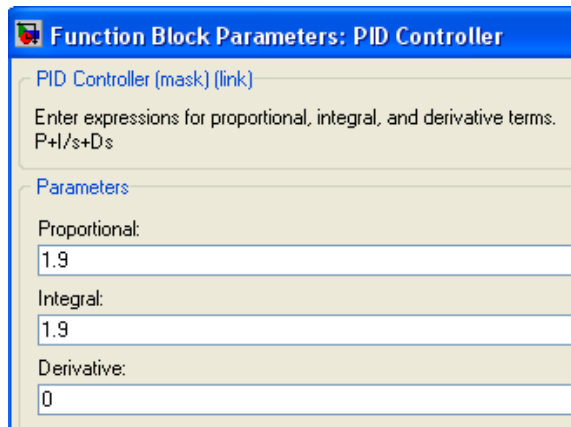 Function Block Parameters: PID Controller
PID Controller (mask) (link)
Enter expressions for proportional, integral, and derivative terms.
P+I/s+Ds
Parameters
Proportional:
1.9
Integral:
1.9
Derivative:
0